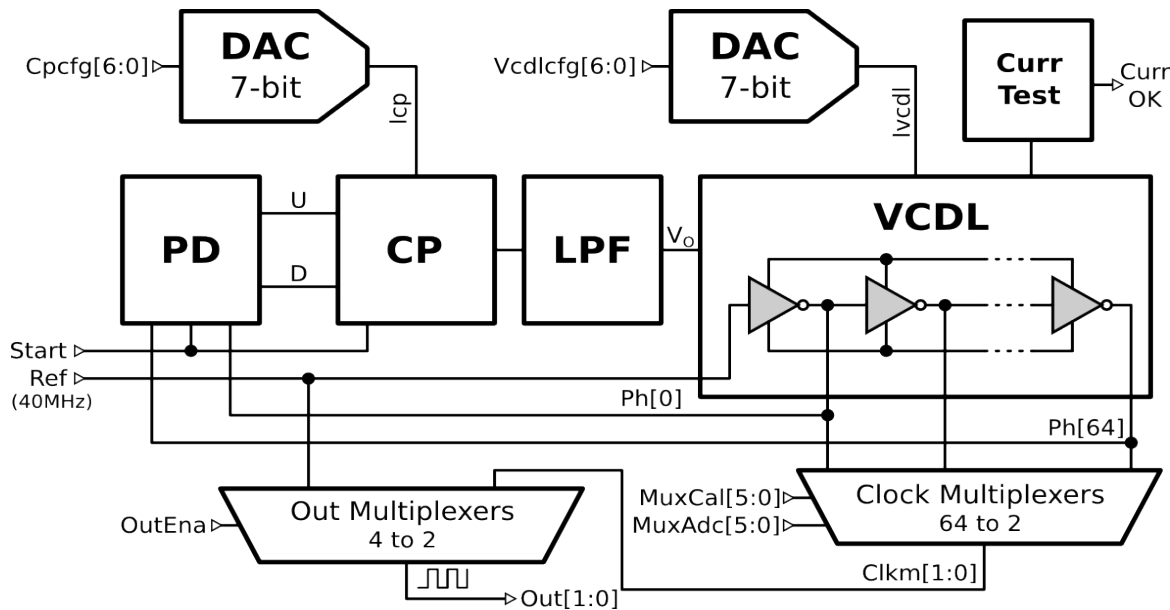 DAC
7-bit
Cpcfg[6:0]
Icp
DAC
7-bit
Vcdlcfg[6:0]
Ivcdl
Curr
Test
Curr
OK
PD
U
D
CP
LPF
VO
VCDL
Start
Ref
(40MHz)
Ph[0]
Ph[64]
Out Multiplexers
4 to 2
OutEna
Out[1:0]
MuxCal[5:0]
MuxAdc[5:0]
Clock Multiplexers
64 to 2
Clkm[1:0]